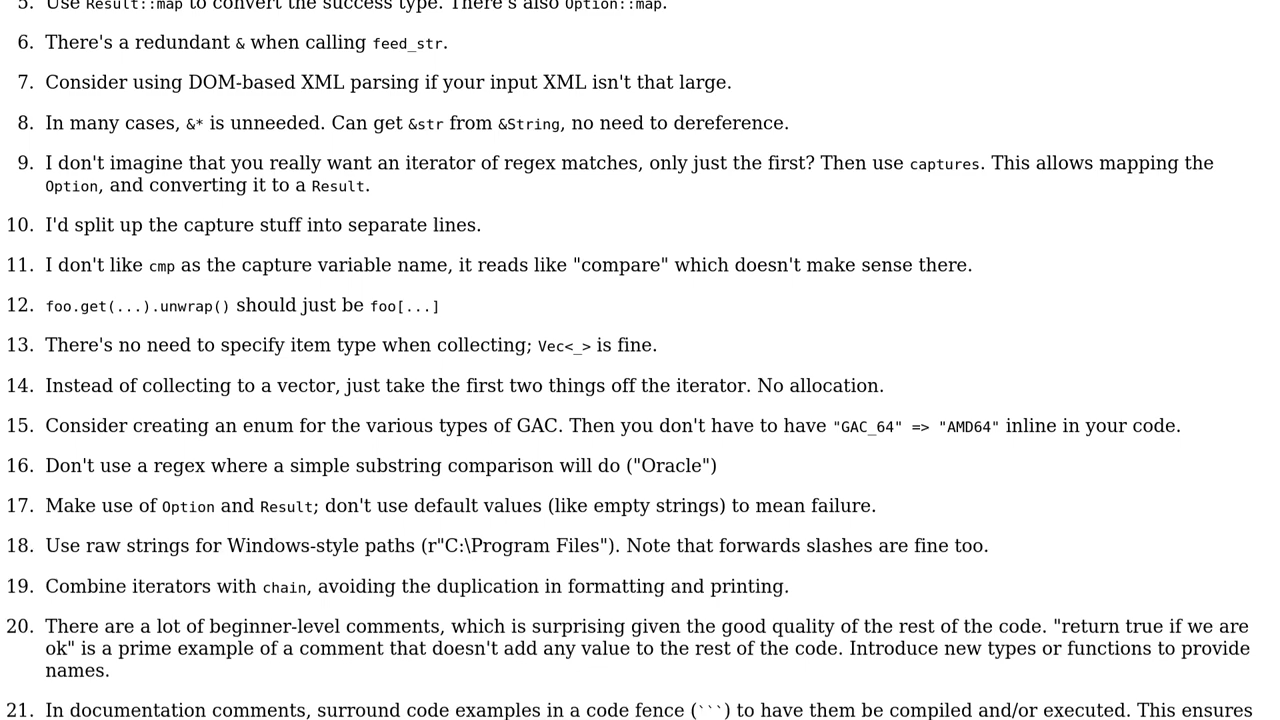 5. Use Result::map to convert the success type. There's also Option::map.
6. There's a redundant & when calling feed_str.
7. Consider using DOM-based XML parsing if your input XML isn't that large.
8. In many cases, &* is unneeded. Can get &str from &String, no need to dereference.
9. I don't imagine that you really want an iterator of regex matches, only just the first? Then use captures. This allows mapping the
Option, and converting it to a Result.
10. I'd split up the capture stuff into separate lines.
11. I don't like cmp as the capture variable name, it reads like "compare" which doesn't make sense there.
12. foo.get(...).unwrap() should just be foo[...]
13. There's no need to specify item type when collecting; Vec<_> is fine.
14. Instead of collecting to a vector, just take the first two things off the iterator. No allocation.
15. Consider creating an enum for the various types of GAC. Then you don't have to have "GAC_64" => "AMD64" inline in your code.
16. Don't use a regex where a simple substring comparison will do ("Oracle")
17. Make use of Option and Result; don't use default values (like empty strings) to mean failure.
18. Use raw strings for Windows-style paths (r"C:\Program Files"). Note that forwards slashes are fine too.
19. Combine iterators with chain, avoiding the duplication in formatting and printing.
20. There are a lot of beginner-level comments, which is surprising given the good quality of the rest of the code. "return true if we are
ok" is a prime example of a comment that doesn't add any value to the rest of the code. Introduce new types or functions to provide
names.
21. In documentation comments, surround code examples in a code fence (```) to have them be compiled and/or executed. This ensures